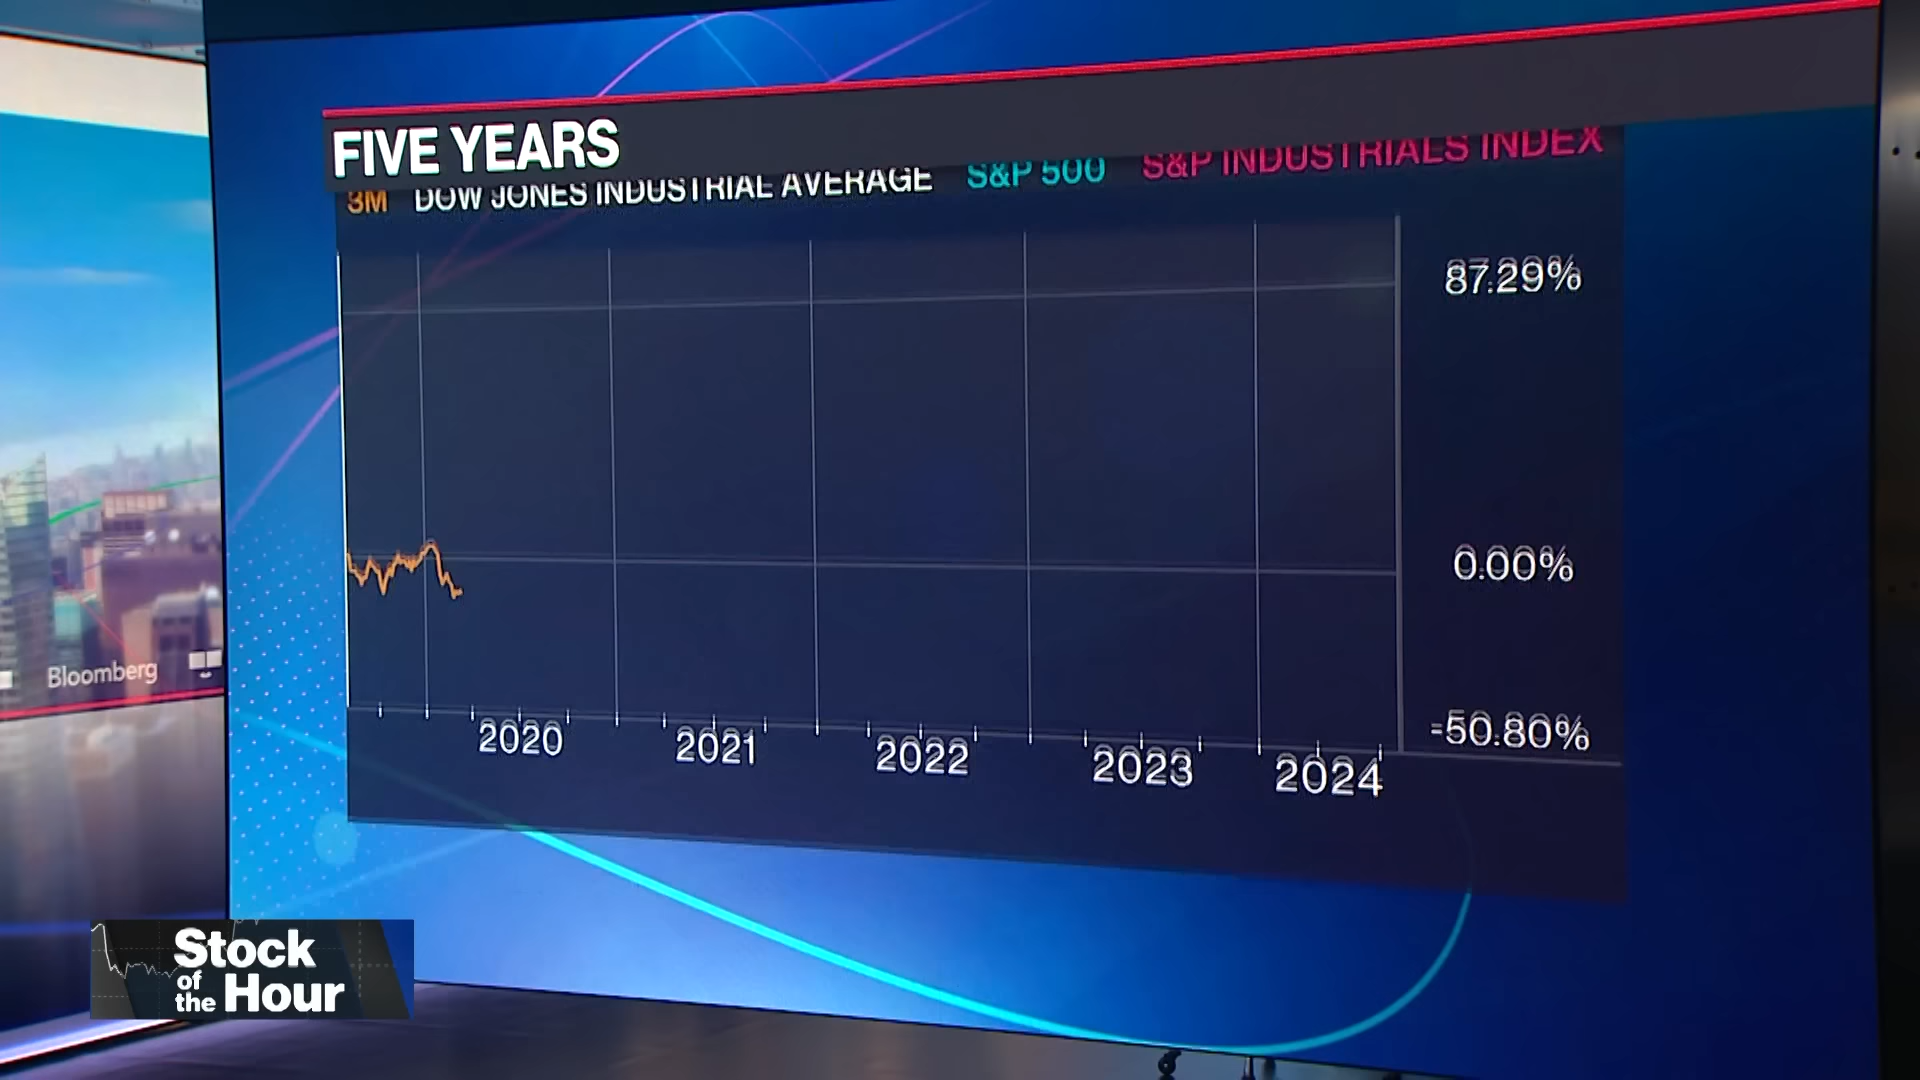 FIVE YEARS
3M DOW JONES INDUSTRIAL AVERAGE S&P 500 S&P INDUSTRIALS INDEX
87.29%
0.00%
-50.80%
2020 2021 2022 2023 2024
Bloomberg
Stock
of
the Hour